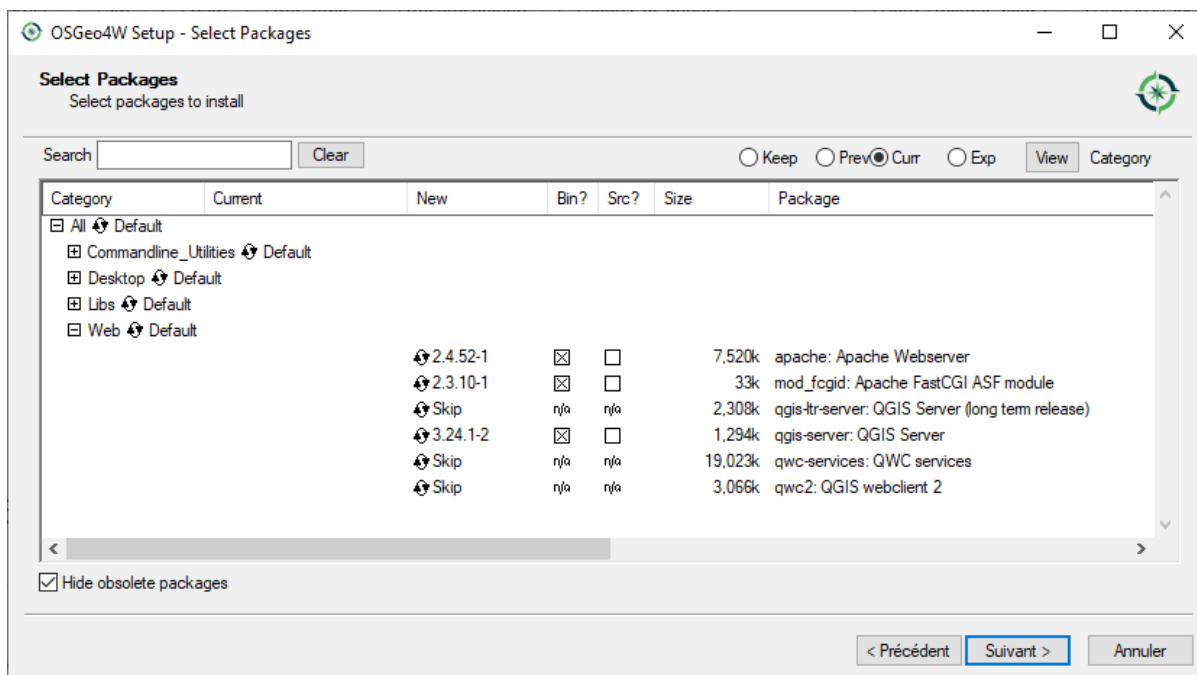 OSGeo4W Setup - Select Packages
Select Packages
Select packages to install
Search Clear Keep Prev Curr Exp View Category
Category Current New Bin? Src? Size Package
All Default
Commandline_Utilities Default
Desktop Default
Libs Default
Web Default
2.4.52-1 7,520k apache: Apache Webserver
2.3.10-1 33k mod_fcgid: Apache FastCGI ASF module
Skip n/a n/a 2,308k qgis-ltr-server: QGIS Server (long term release)
3.24.1-2 1,294k qgis-server: QGIS Server
Skip n/a n/a 19,023k qwc-services: QWC services
Skip n/a n/a 3,066k qwc2: QGIS webclient 2
Hide obsolete packages
< Précédent Suivant > Annuler